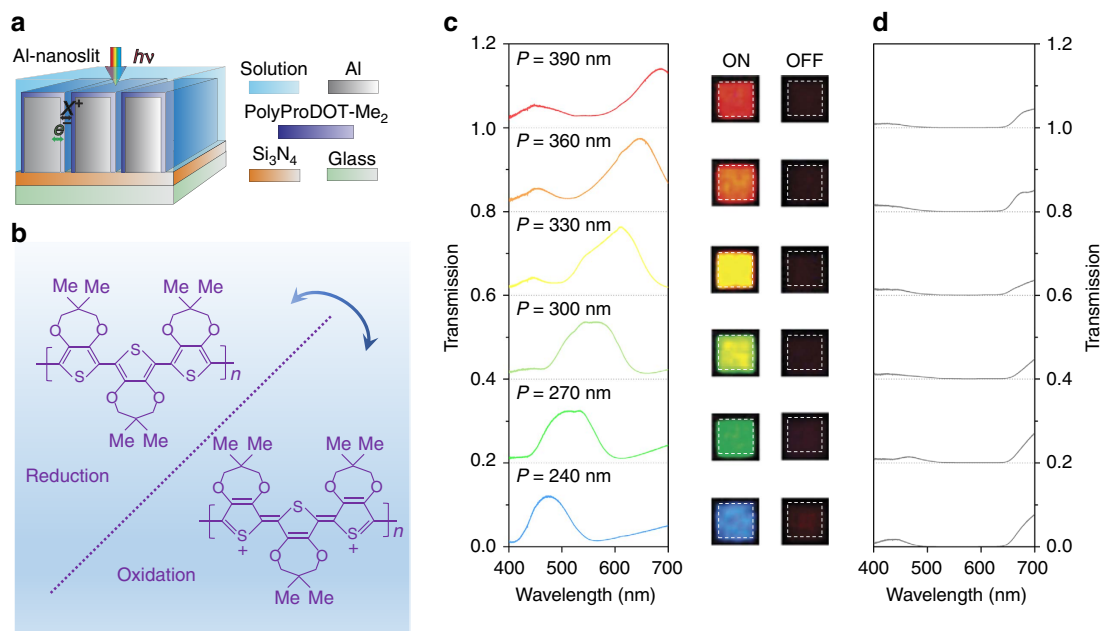 a
Al-nanoslit
hν
X+
e
Solution
Al
PolyProDOT-Me2
Si3N4
Glass
b
Me Me
Me Me
O
O
O
O
S
S
S
n
O
O
Me Me
Reduction
Me Me
Me Me
O
O
O
O
S
S
S
n
+
+
O
O
Oxidation
Me Me
c
1.2
1.0
0.8
0.6
0.4
0.2
0.0
Transmission
P = 390 nm
P = 360 nm
P = 330 nm
P = 300 nm
P = 270 nm
P = 240 nm
400 500 600 700
Wavelength (nm)
ON OFF
d
1.2
1.0
0.8
0.6
0.4
0.2
0.0
Transmission
400 500 600 700
Wavelength (nm)